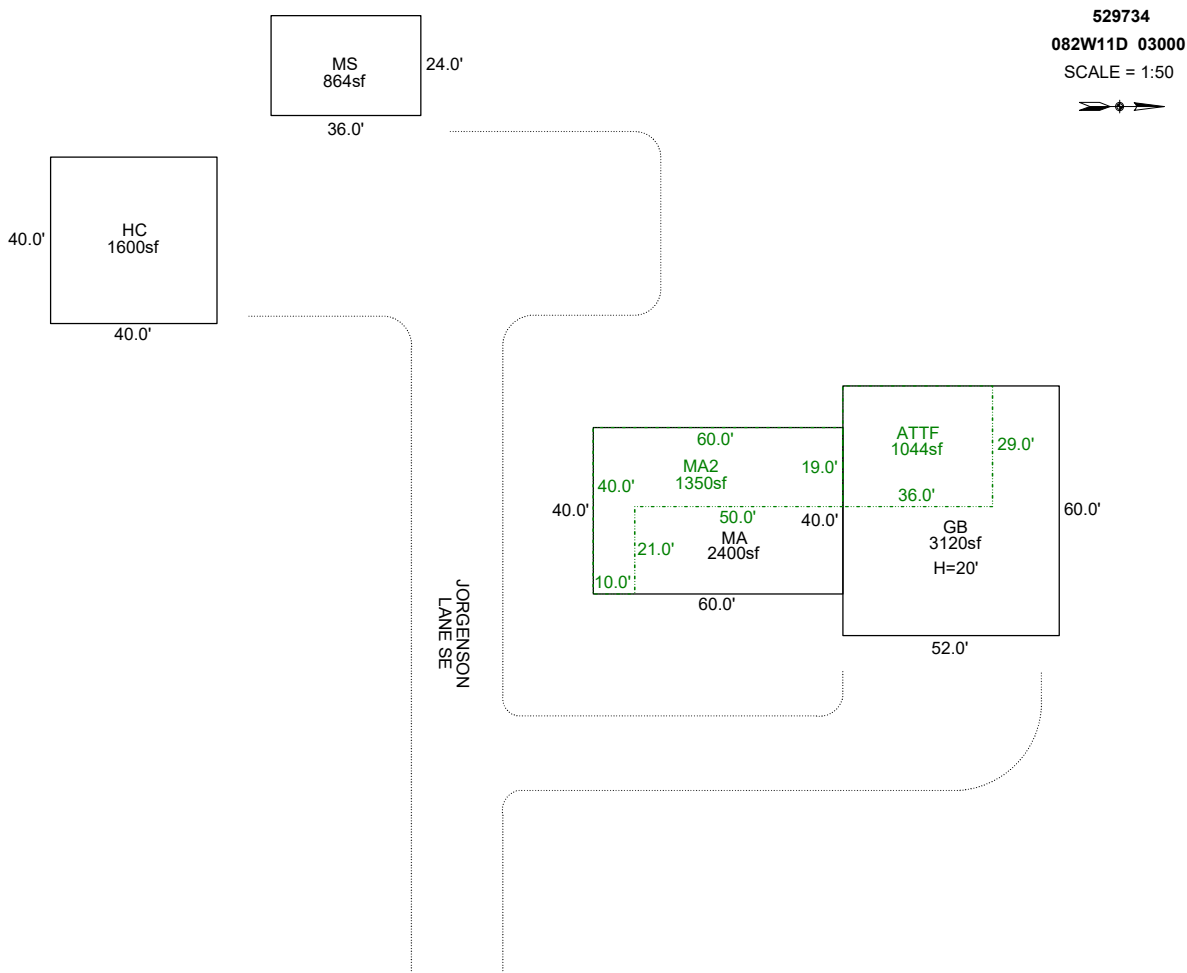 529734
082W11D 03000
SCALE = 1:50
MS
864sf
24.0'
36.0'
HC
1600sf
40.0'
40.0'
60.0'
MA2
1350sf
19.0'
40.0'
40.0'
50.0'
40.0'
MA
2400sf
21.0'
10.0'
60.0'
ATTF
1044sf
29.0'
36.0'
GB
3120sf
H=20'
60.0'
52.0'
JORGENSON
LANE SE